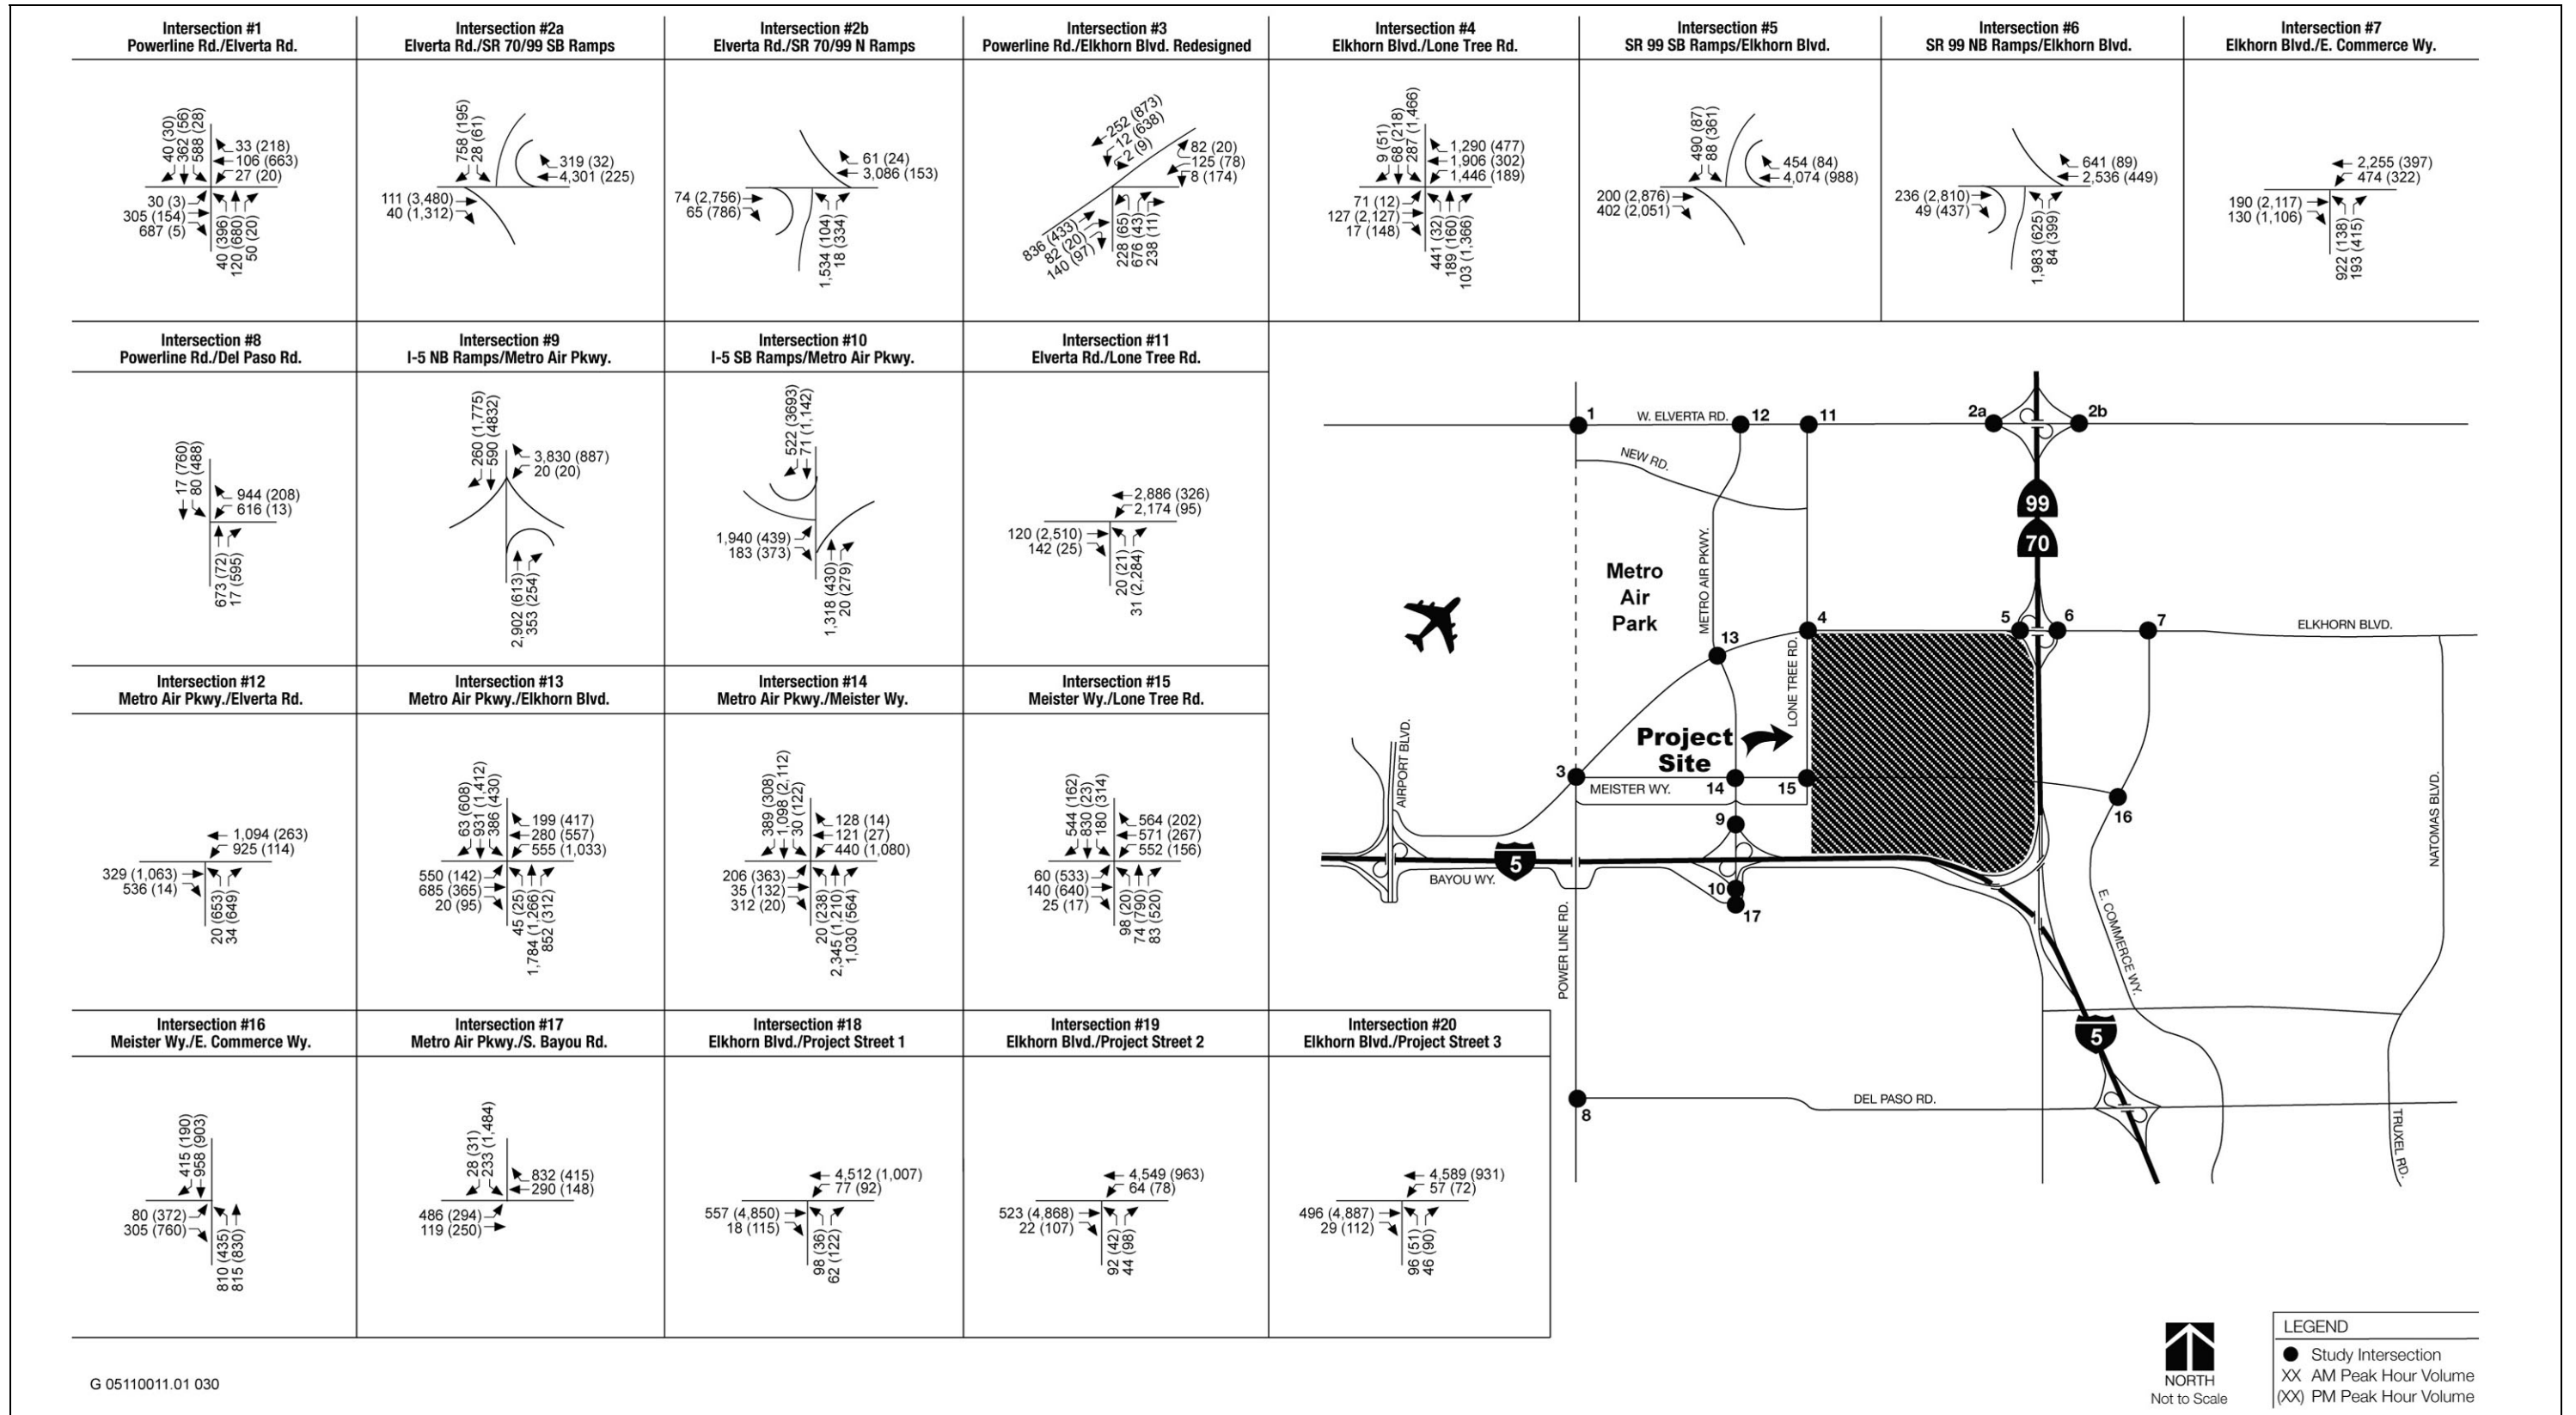 Intersection #1
Powerline Rd./Elverta Rd.
40 (30)
362 (56)
588 (28)
33 (218)
106 (663)
27 (20)
30 (3)
305 (154)
687 (5)
40 (396)
120 (680)
50 (20)
Intersection #2a
Elverta Rd./SR 70/99 SB Ramps
758 (195)
28 (61)
319 (32)
4,301 (225)
111 (3,480)
40 (1,312)
Intersection #2b
Elverta Rd./SR 70/99 N Ramps
61 (24)
3,086 (153)
74 (2,756)
65 (786)
1,534 (104)
18 (334)
Intersection #3
Powerline Rd./Elkhorn Blvd. Redesigned
252 (873)
12 (638)
2 (9)
82 (20)
125 (78)
8 (174)
836 (433)
82 (20)
140 (97)
228 (65)
676 (43)
238 (11)
Intersection #4
Elkhorn Blvd./Lone Tree Rd.
9 (51)
68 (218)
287 (1,466)
1,290 (477)
1,906 (302)
1,446 (189)
71 (12)
127 (2,127)
17 (148)
441 (32)
189 (160)
103 (1,366)
Intersection #5
SR 99 SB Ramps/Elkhorn Blvd.
490 (87)
88 (361)
454 (84)
4,074 (988)
200 (2,876)
402 (2,051)
Intersection #6
SR 99 NB Ramps/Elkhorn Blvd.
641 (89)
2,536 (449)
236 (2,810)
49 (437)
1,983 (625)
84 (399)
Intersection #7
Elkhorn Blvd./E. Commerce Wy.
2,255 (397)
474 (322)
190 (2,117)
130 (1,106)
922 (138)
193 (415)
Intersection #8
Powerline Rd./Del Paso Rd.
17 (760)
80 (488)
944 (208)
616 (13)
673 (72)
17 (595)
Intersection #9
I-5 NB Ramps/Metro Air Pkwy.
260 (1,775)
590 (4832)
3,830 (887)
20 (20)
2,902 (613)
353 (254)
Intersection #10
I-5 SB Ramps/Metro Air Pkwy.
522 (3693)
71 (1,142)
1,940 (439)
183 (373)
1,318 (430)
20 (279)
Intersection #11
Elverta Rd./Lone Tree Rd.
2,886 (326)
2,174 (95)
120 (2,510)
142 (25)
20 (21)
31 (2,284)
Intersection #12
Metro Air Pkwy./Elverta Rd.
1,094 (263)
925 (114)
329 (1,063)
536 (14)
20 (653)
34 (649)
Intersection #13
Metro Air Pkwy./Elkhorn Blvd.
63 (608)
931 (1,412)
386 (430)
199 (417)
280 (557)
555 (1,033)
550 (142)
685 (365)
20 (95)
45 (25)
1,784 (1,266)
852 (312)
Intersection #14
Metro Air Pkwy./Meister Wy.
389 (308)
1,098 (2,112)
30 (122)
128 (14)
121 (27)
440 (1,080)
206 (363)
35 (132)
312 (20)
20 (238)
2,345 (1,210)
1,030 (564)
Intersection #15
Meister Wy./Lone Tree Rd.
544 (162)
830 (23)
180 (314)
564 (202)
571 (267)
552 (156)
60 (533)
140 (640)
25 (17)
98 (20)
74 (790)
83 (520)
Intersection #16
Meister Wy./E. Commerce Wy.
415 (190)
958 (903)
80 (372)
305 (760)
810 (435)
815 (830)
Intersection #17
Metro Air Pkwy./S. Bayou Rd.
28 (31)
233 (1,484)
832 (415)
290 (148)
486 (294)
119 (250)
Intersection #18
Elkhorn Blvd./Project Street 1
4,512 (1,007)
77 (92)
557 (4,850)
18 (115)
98 (36)
62 (122)
Intersection #19
Elkhorn Blvd./Project Street 2
4,549 (963)
64 (78)
523 (4,868)
22 (107)
92 (42)
44 (98)
Intersection #20
Elkhorn Blvd./Project Street 3
4,589 (931)
57 (72)
496 (4,887)
29 (112)
96 (51)
46 (90)
1
W. ELVERTA RD.
12
11
2a
2b
NEW RD.
99
70
METRO AIR PKWY.
Metro
Air
Park
13
4
5
6
7
ELKHORN BLVD.
LONE TREE RD.
Project
Site
3
MEISTER WY.
14
15
16
AIRPORT BLVD.
9
5
BAYOU WY.
10
17
POWER LINE RD.
E. COMMERCE WY.
NATOMAS BLVD.
5
8
DEL PASO RD.
TRUXEL RD.
NORTH
Not to Scale
LEGEND
Study Intersection
XX AM Peak Hour Volume
(XX) PM Peak Hour Volume
G 05110011.01 030